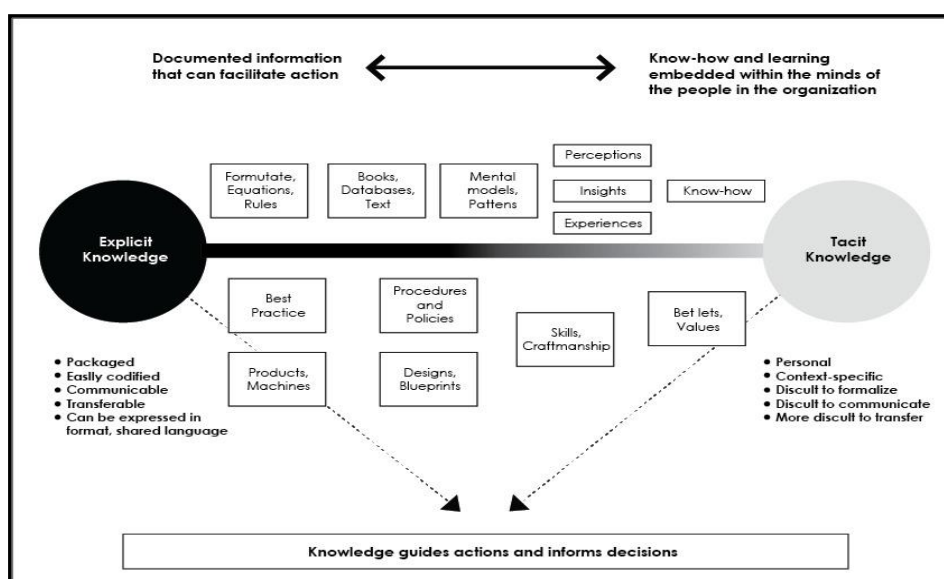 Documented information
that can facilitate action
Know-how and learning
embedded within the minds of
the people in the organization
Formutate,
Equations,
Rules
Books,
Databases,
Text
Mental
models,
Pattens
Perceptions
Insights
Experiences
Know-how
Explicit
Knowledge
Tacit
Knowledge
Best
Practice
Procedures
and
Policies
Skills,
Craftmanship
Bet lets,
Values
Products,
Machines
Designs,
Blueprints
• Packaged
• Easlly codified
• Communicable
• Transferable
• Can be expressed in
format, shared language
• Personal
• Context-specific
• Discult to formalize
• Discult to communicate
• More discult to transfer
Knowledge guides actions and informs decisions